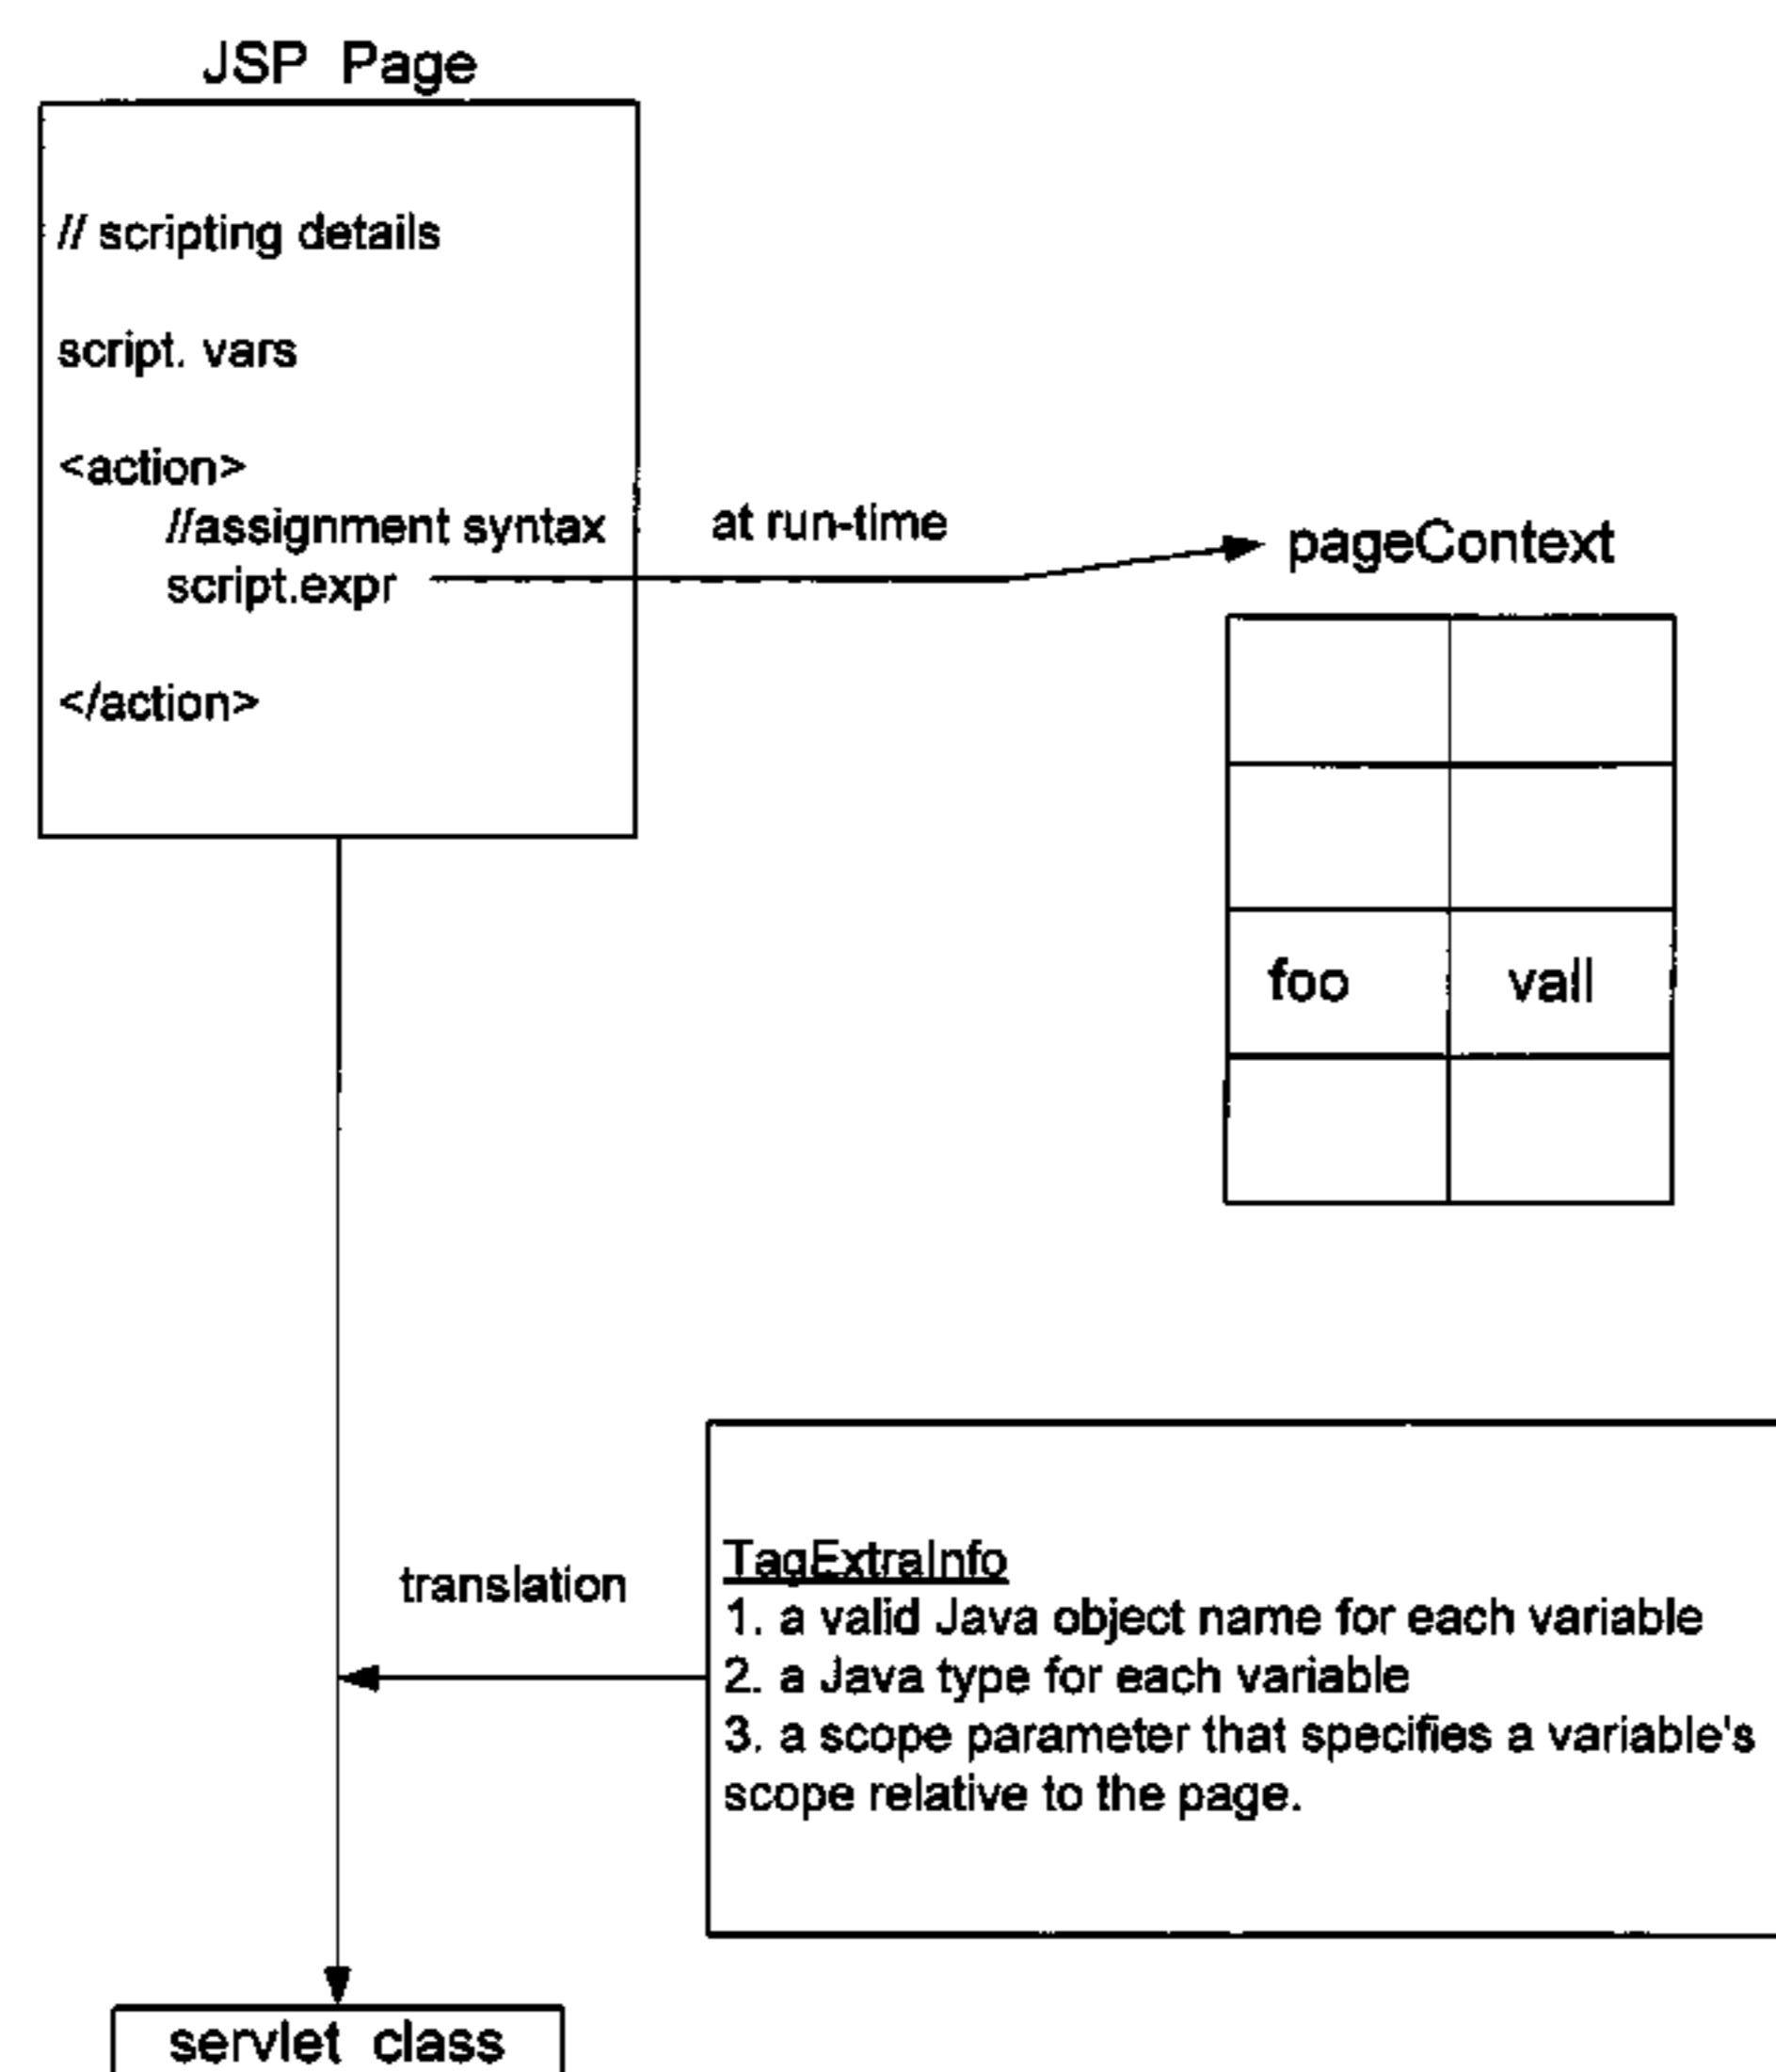 JSP Page
// scripting details
script. vars
<action>
//assignment syntax
script.expr
</action>
at run-time
pageContext
foo vall
translation
TagExtraInfo
1. a valid Java object name for each variable
2. a Java type for each variable
3. a scope parameter that specifies a variable's
scope relative to the page.
servlet class